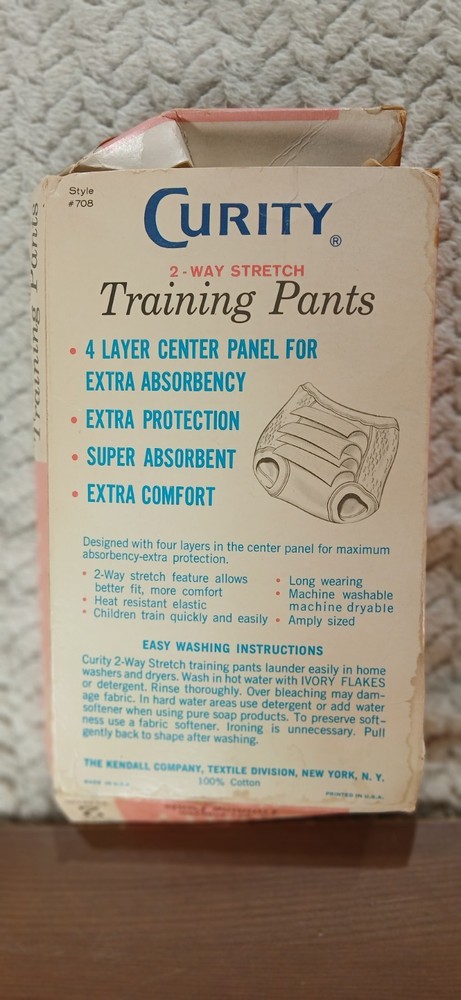 Style
#708
CURITY®
2-WAY STRETCH
Training Pants
• 4 LAYER CENTER PANEL FOR
EXTRA ABSORBENCY
• EXTRA PROTECTION
• SUPER ABSORBENT
• EXTRA COMFORT
Designed with four layers in the center panel for maximum
absorbency-extra protection.
• 2-Way stretch feature allows
better fit, more comfort
• Heat resistant elastic
• Children train quickly and easily
• Long wearing
• Machine washable
machine dryable
• Amply sized
EASY WASHING INSTRUCTIONS
Curity 2-Way Stretch training pants launder easily in home
washers and dryers. Wash in hot water with IVORY FLAKES
or detergent. Rinse thoroughly. Over bleaching may dam-
age fabric. In hard water areas use detergent or add water
softener when using pure soap products. To preserve soft-
ness use a fabric softener. Ironing is unnecessary. Pull
gently back to shape after washing.
THE KENDALL COMPANY, TEXTILE DIVISION, NEW YORK, N. Y.
MADE IN U.S.A.
100% Cotton
PRINTED IN U.S.A.
Training Pants